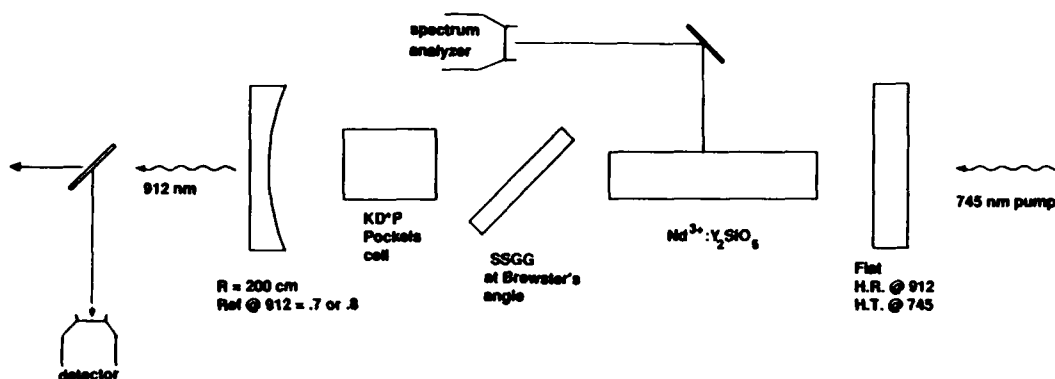 spectrum
analyzer
912 nm
745 nm pump
KD*P
Pockels
cell
Nd³⁺:Y₂SiO₅
SSGG
at Brewster's
angle
R = 200 cm
Ref @ 912 = .7 or .8
Flat
H.R. @ 912
H.T. @ 745
detector